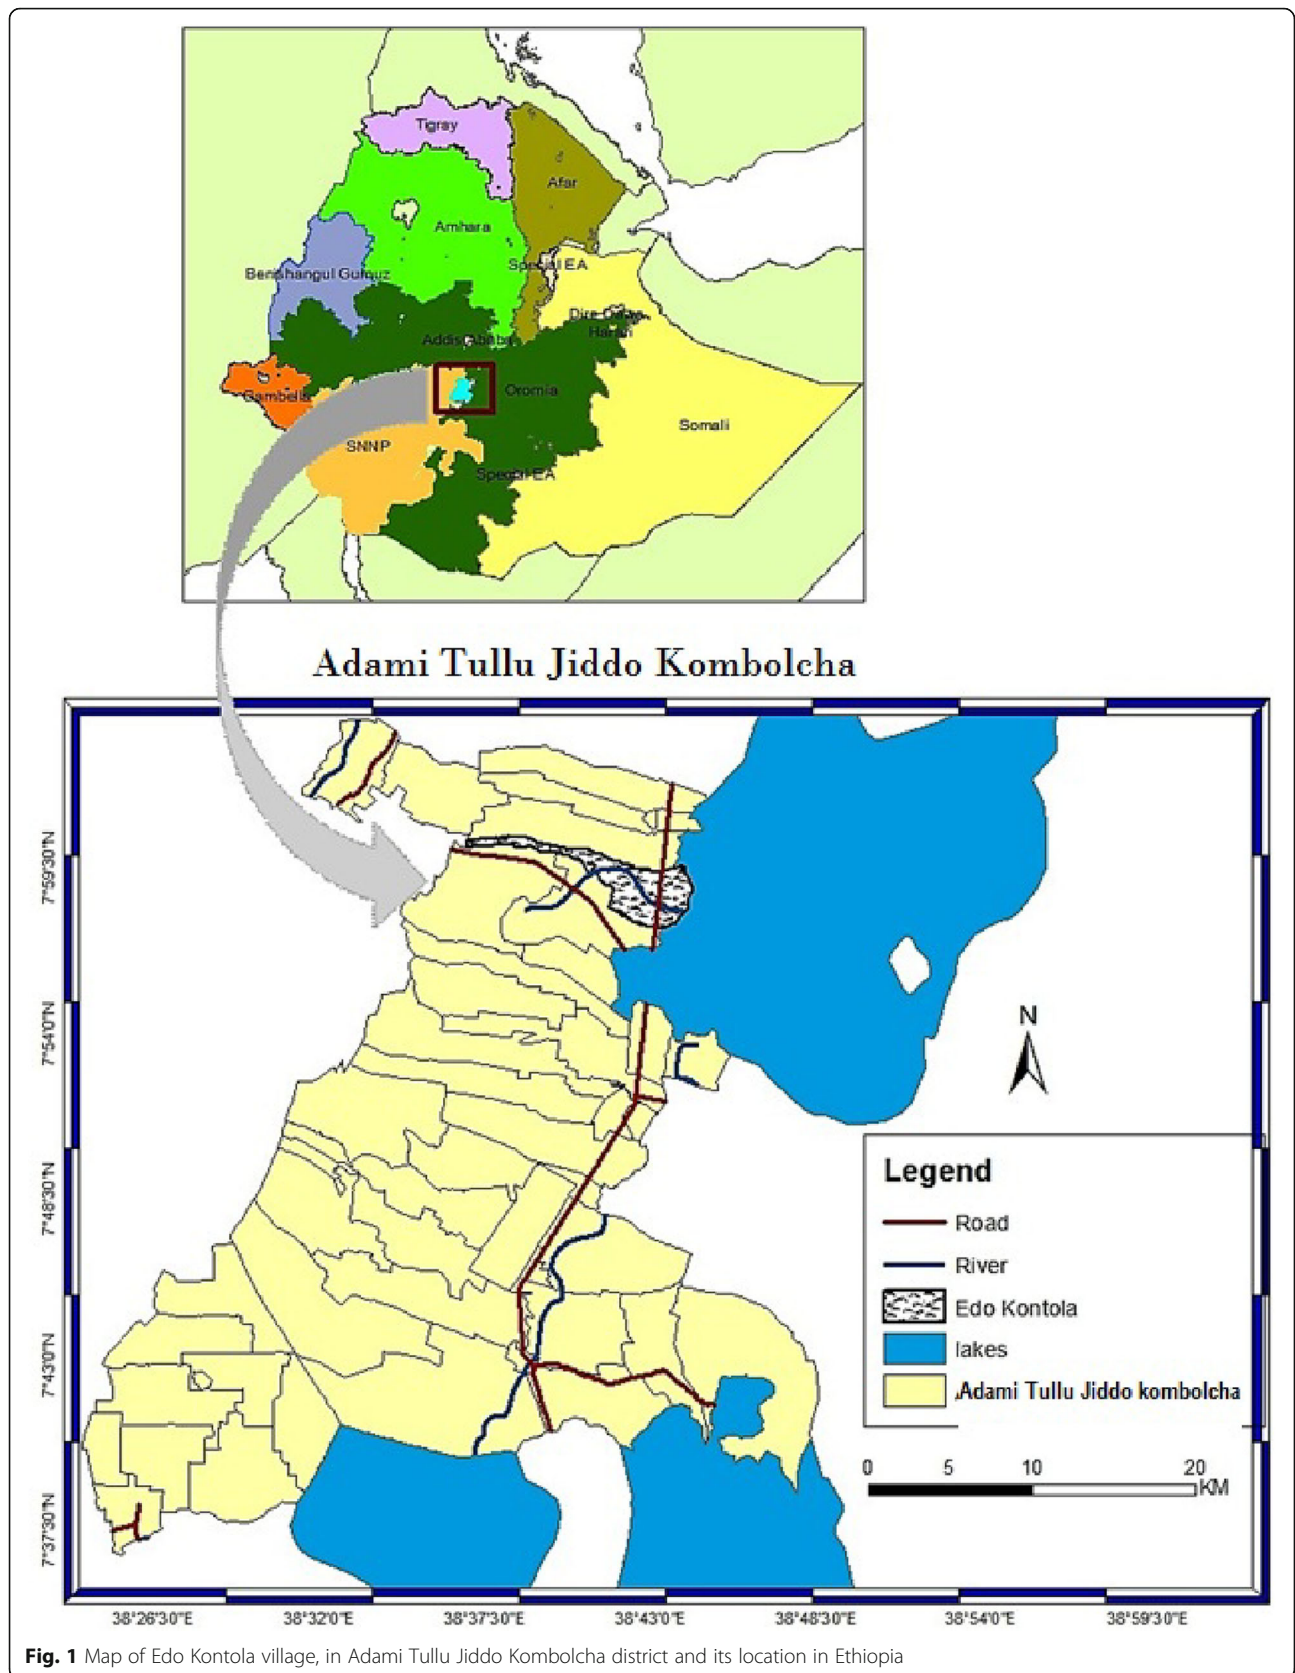 Tigray
Afar
Amhara
Special EA
Benishangul Gumuz
Dire Dawa
Harari
Addis Ababa
Gambella
Oromia
Somali
SNNP
Special EA
Adami Tullu Jiddo Kombolcha
7°59'30"N
7°54'0"N
7°48'30"N
7°43'0"N
7°37'30"N
N
Legend
Road
River
Edo Kontola
lakes
Adami Tullu Jiddo kombolcha
0 5 10 20
KM
38°26'30"E 38°32'0"E 38°37'30"E 38°43'0"E 38°48'30"E 38°54'0"E 38°59'30"E
Fig. 1 Map of Edo Kontola village, in Adami Tullu Jiddo Kombolcha district and its location in Ethiopia